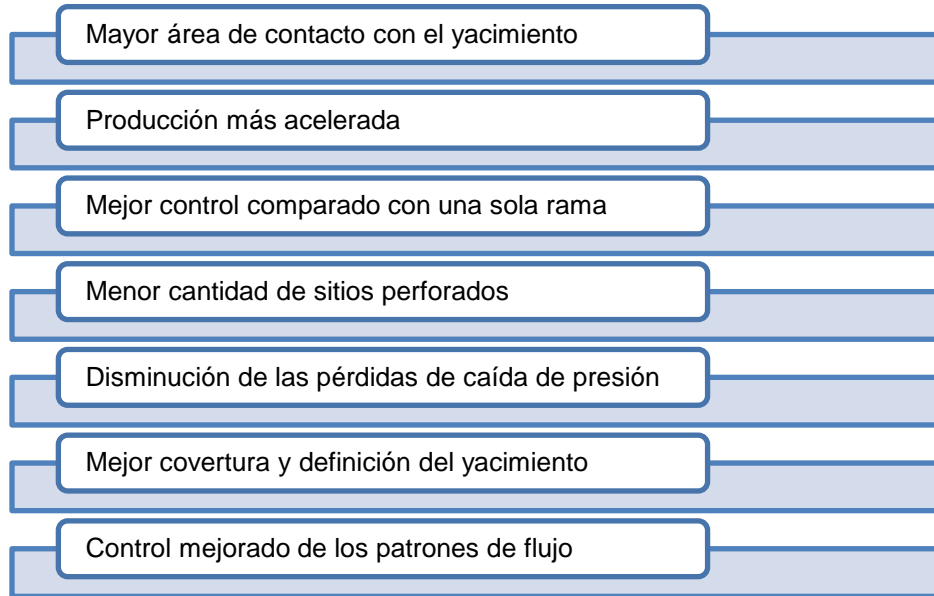 Mayor área de contacto con el yacimiento
Producción más acelerada
Mejor control comparado con una sola rama
Menor cantidad de sitios perforados
Disminución de las pérdidas de caída de presión
Mejor covertura y definición del yacimiento
Control mejorado de los patrones de flujo